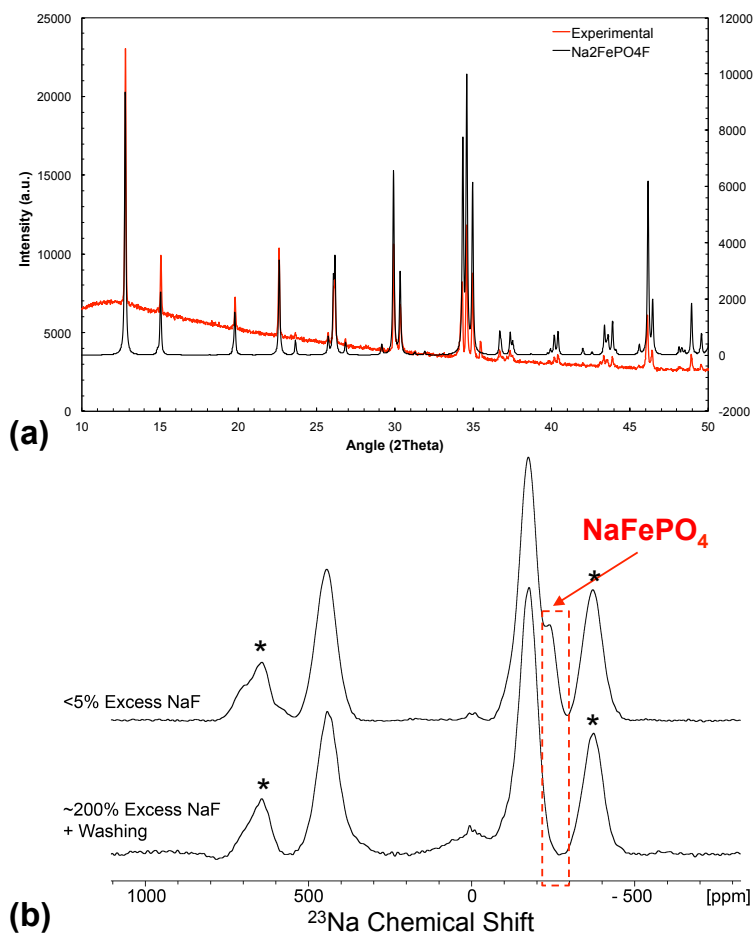 25000
20000
15000
10000
5000
0
Intensity (a.u.)
12000
10000
8000
6000
4000
2000
0
-2000
Experimental
Na2FePO4F
10 15 20 25 30 35 40 45 50
Angle (2Theta)
(a)
NaFePO₄
*
*
<5% Excess NaF
*
*
~200% Excess NaF
+ Washing
1000 500 0 - 500 [ppm]
²³Na Chemical Shift
(b)